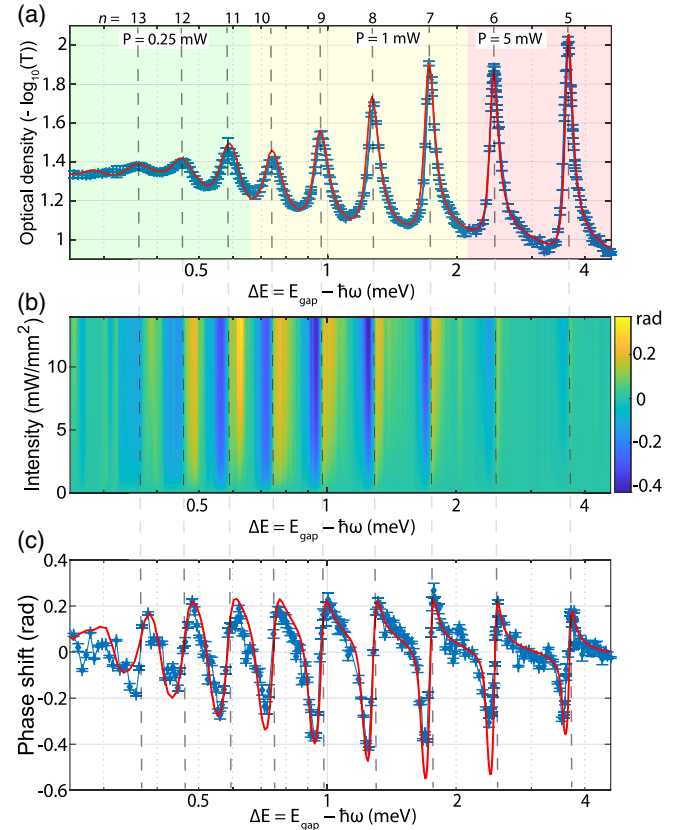 (a)
n = 13 12 11 10 9 8 7 6 5
P = 0.25 mW P = 1 mW P = 5 mW
Optical density (- log₁₀(T))
2
1.8
1.6
1.4
1.2
1
0.5 1 2 4
ΔE = E_gap − ħω (meV)
(b)
Intensity (mW/mm²)
10
5
0
rad
0.2
0
-0.2
-0.4
0.5 1 2 4
ΔE = E_gap − ħω (meV)
(c)
Phase shift (rad)
0.4
0.2
0
-0.2
-0.4
-0.6
0.5 1 2 4
ΔE = E_gap − ħω (meV)